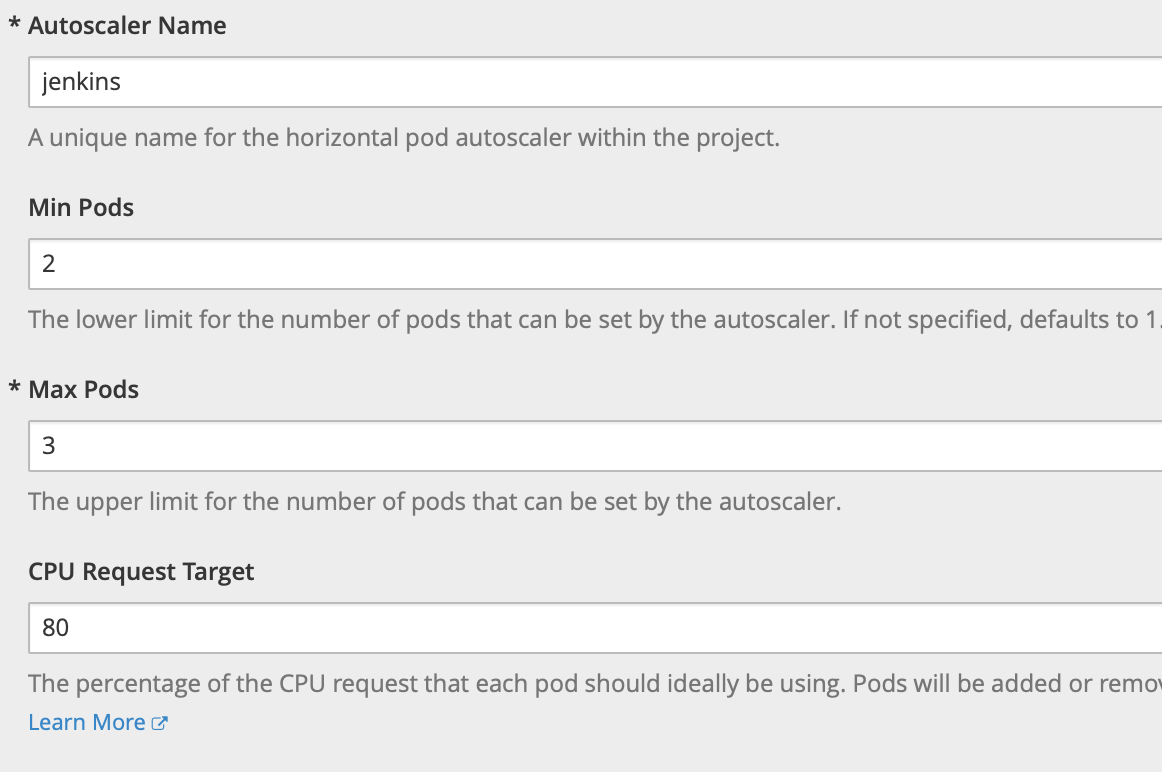 * Autoscaler Name
jenkins
A unique name for the horizontal pod autoscaler within the project.
Min Pods
2
The lower limit for the number of pods that can be set by the autoscaler. If not specified, defaults to 1.
* Max Pods
3
The upper limit for the number of pods that can be set by the autoscaler.
CPU Request Target
80
The percentage of the CPU request that each pod should ideally be using. Pods will be added or
Learn More